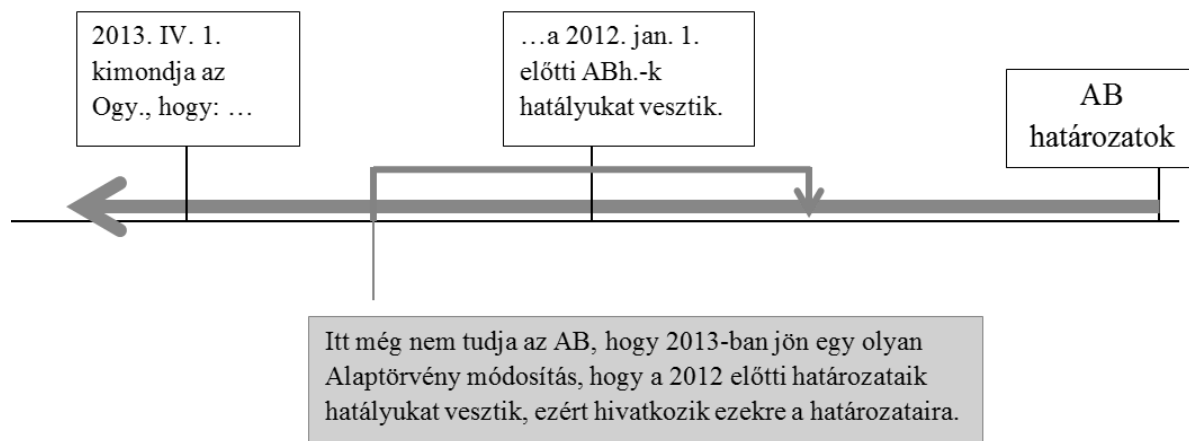 2013. IV. 1.
kimondja az
Ogy., hogy: …
…a 2012. jan. 1.
előtti ABh.-k
hatályukat vesztik.
AB
határozatok
Itt még nem tudja az AB, hogy 2013-ban jön egy olyan
Alaptörvény módosítás, hogy a 2012 előtti határozataik
hatályukat vesztik, ezért hivatkozik ezekre a határozataira.